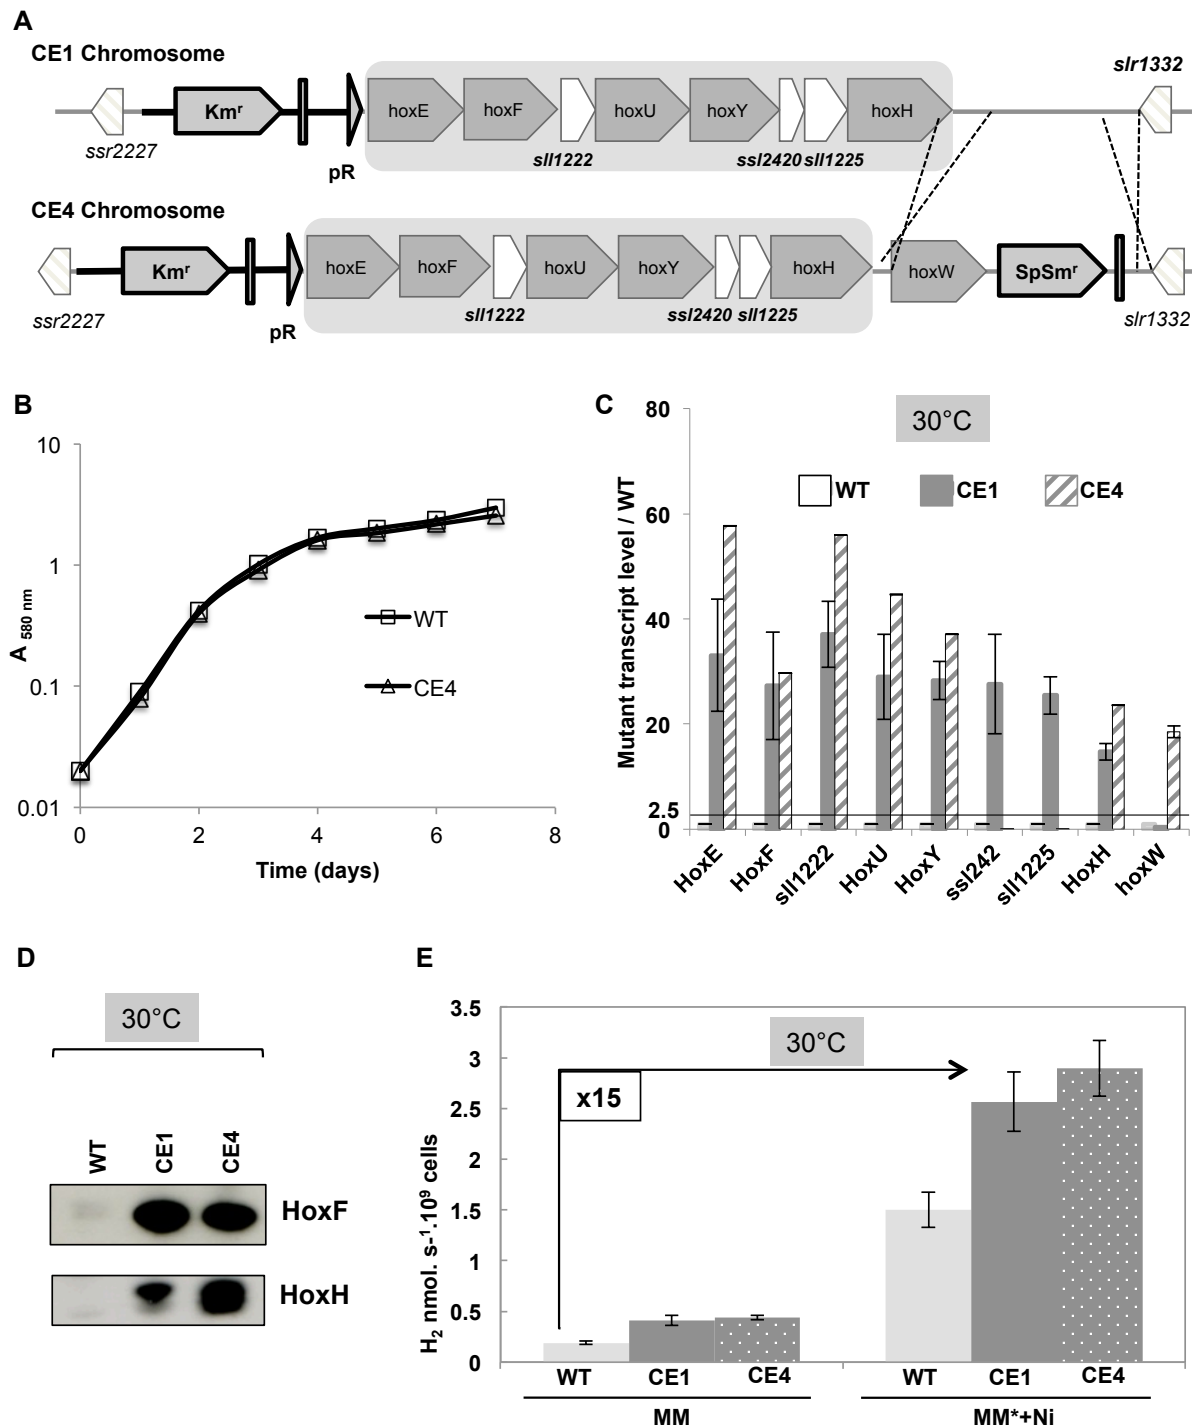 A
CE1 Chromosome
slr1332
Kmʳ
hoxE
hoxF
hoxU
hoxY
hoxH
ssr2227
pR
sll1222
ssl2420 sll1225
CE4 Chromosome
Kmʳ
hoxE
hoxF
hoxU
hoxY
hoxH
hoxW
SpSmʳ
ssr2227
pR
sll1222
ssl2420 sll1225
slr1332
B
10
1
0.1
0.01
0 2 4 6 8
A 580 nm
Time (days)
WT
CE4
C
30°C
80
60
40
20
2.5
0
Mutant transcript level / WT
WT CE1 CE4
HoxE HoxF sll1222 HoxU HoxY ssl242 sll1225 HoxH hoxW
D
30°C
WT CE1 CE4
HoxF
HoxH
E
3.5
3
2.5
2
1.5
1
0.5
0
H₂ nmol. s-¹.10⁹ cells
30°C
x15
WT CE1 CE4 WT CE1 CE4
MM MM*+Ni